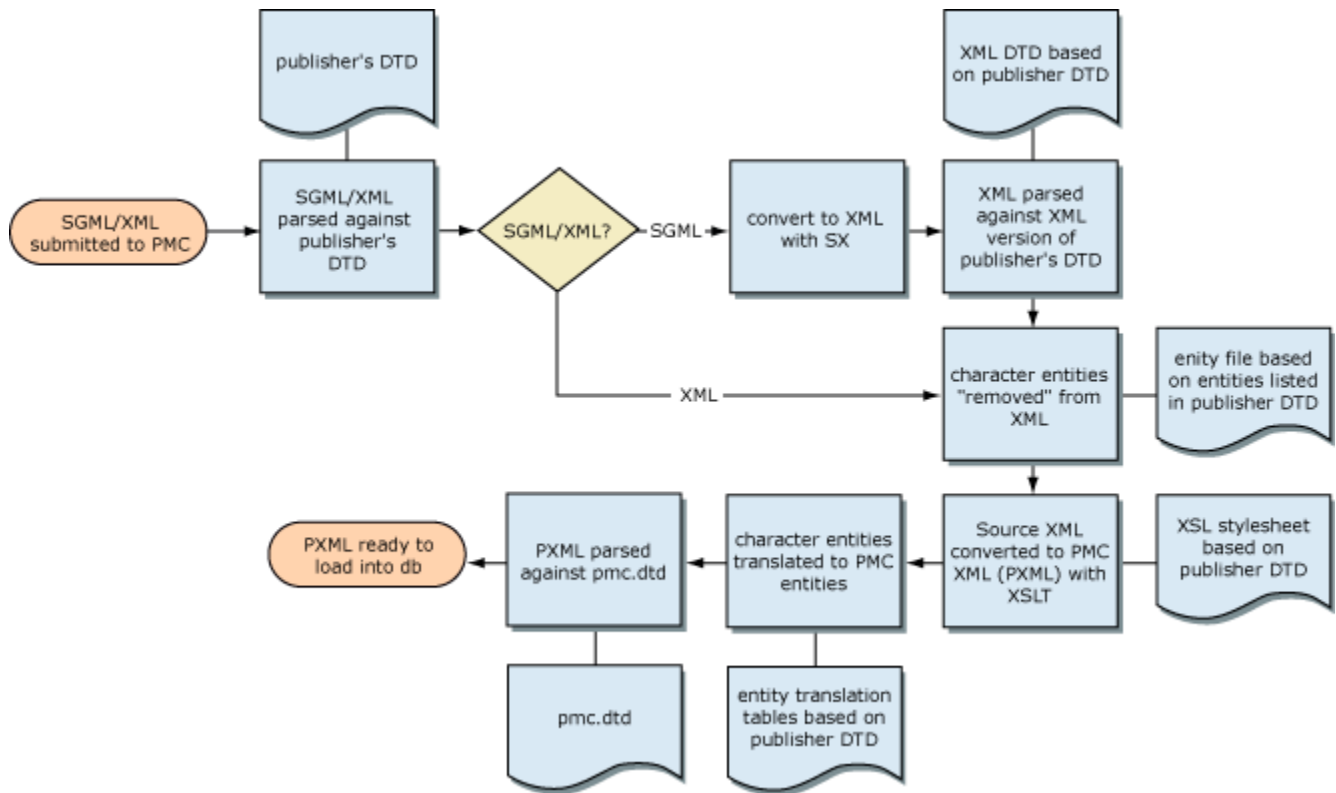 publisher's DTD
XML DTD based
on publisher DTD
SGML/XML
submitted to PMC
SGML/XML
parsed against
publisher's
DTD
SGML/XML?
SGML
convert to XML
with SX
XML parsed
against XML
version of
publisher's DTD
XML
character entities
"removed" from
XML
enity file based
on entities listed
in publisher DTD
PXML ready to
load into db
PXML parsed
against pmc.dtd
character entities
translated to PMC
entities
Source XML
converted to PMC
XML (PXML) with
XSLT
XSL stylesheet
based on
publisher DTD
pmc.dtd
entity translation
tables based on
publisher DTD